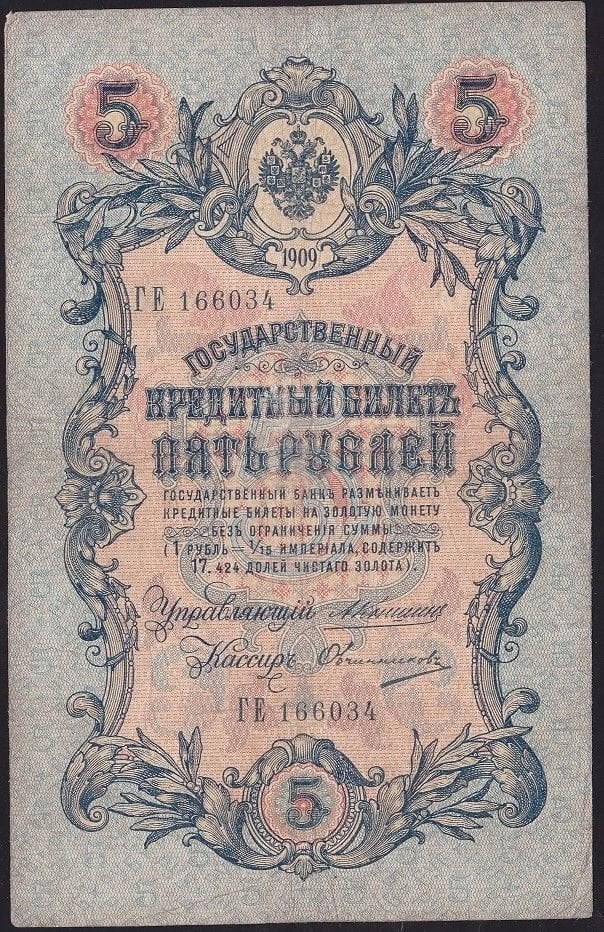 5 5
1909
ГЕ 166034
ГОСУДАРСТВЕННЫЙ
КРЕДИТНЫЙ БИЛЕТЪ
ПЯТЬ РУБЛЕЙ
ГОСУДАРСТВЕННЫЙ БАНКЪ РАЗМѢНИВАЕТЪ
КРЕДИТНЫЕ БИЛЕТЫ НА ЗОЛОТУЮ МОНЕТУ
БЕЗЪ ОГРАНИЧЕНІЯ СУММЫ
(1 РУБЛЬ — 1/15 ИМПЕРІАЛА, СОДЕРЖИТЪ
17.424 ДОЛЕЙ ЧИСТАГО ЗОЛОТА).
Управляющій
Кассиръ Овчинниковъ
ГЕ 166034
5